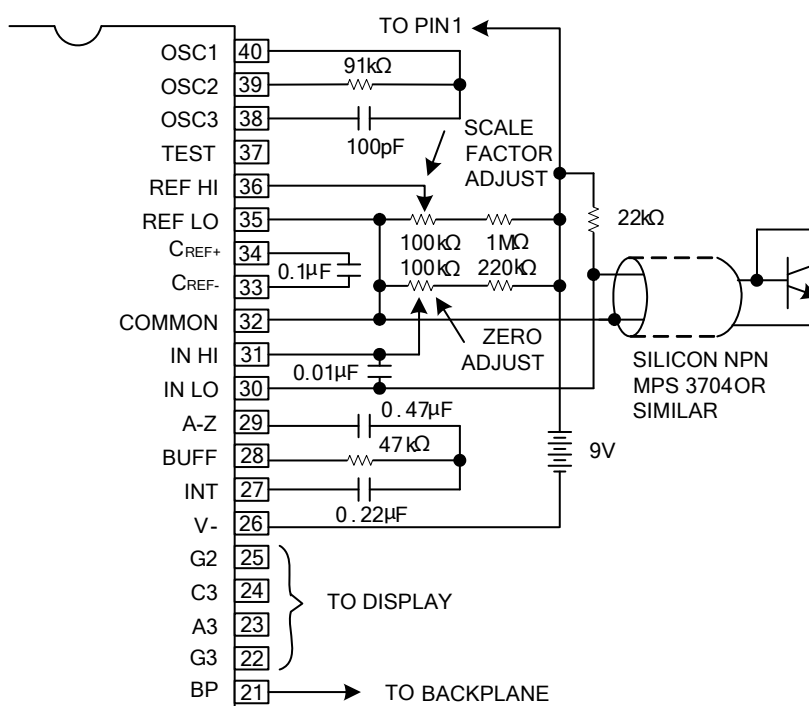 TO PIN1
OSC1 40
91kΩ
OSC2 39
OSC3 38
100pF
SCALE
FACTOR
ADJUST
TEST 37
REF HI 36
REF LO 35
22kΩ
100kΩ 1MΩ
CREF+ 34
0.1µF
100kΩ 220kΩ
CREF- 33
COMMON 32
ZERO
ADJUST
IN HI 31
0.01µF
IN LO 30
SILICON NPN
MPS 3704OR
SIMILAR
0.47µF
A-Z 29
47kΩ
BUFF 28
9V
INT 27
0.22µF
V- 26
G2 25
C3 24
TO DISPLAY
A3 23
G3 22
BP 21
TO BACKPLANE